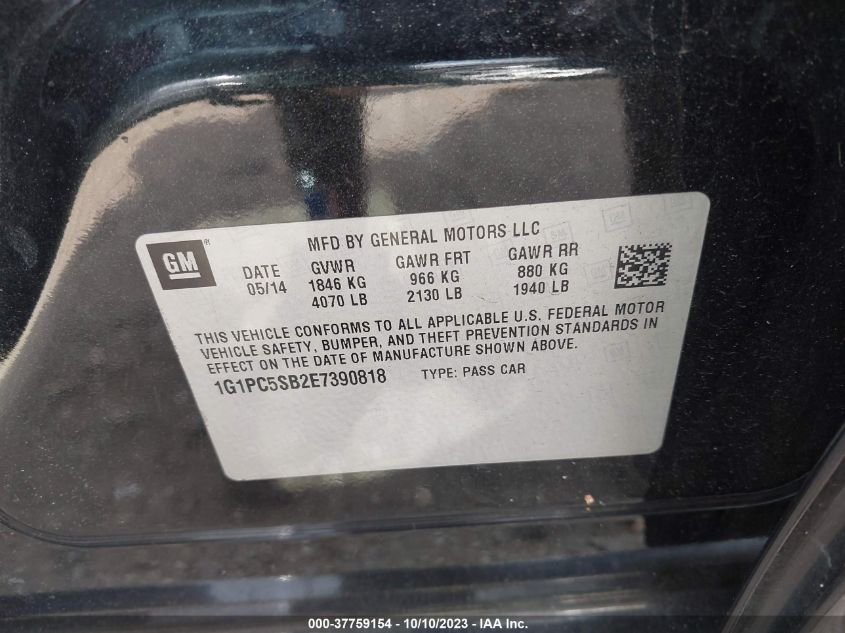 GM
®
MFD BY GENERAL MOTORS LLC
DATE GVWR GAWR FRT GAWR RR
05/14 1846 KG 966 KG 880 KG
4070 LB 2130 LB 1940 LB
THIS VEHICLE CONFORMS TO ALL APPLICABLE U.S. FEDERAL MOTOR
VEHICLE SAFETY, BUMPER, AND THEFT PREVENTION STANDARDS IN
EFFECT ON THE DATE OF MANUFACTURE SHOWN ABOVE.
1G1PC5SB2E7390818 TYPE: PASS CAR
000-37759154 - 10/10/2023 - IAA Inc.